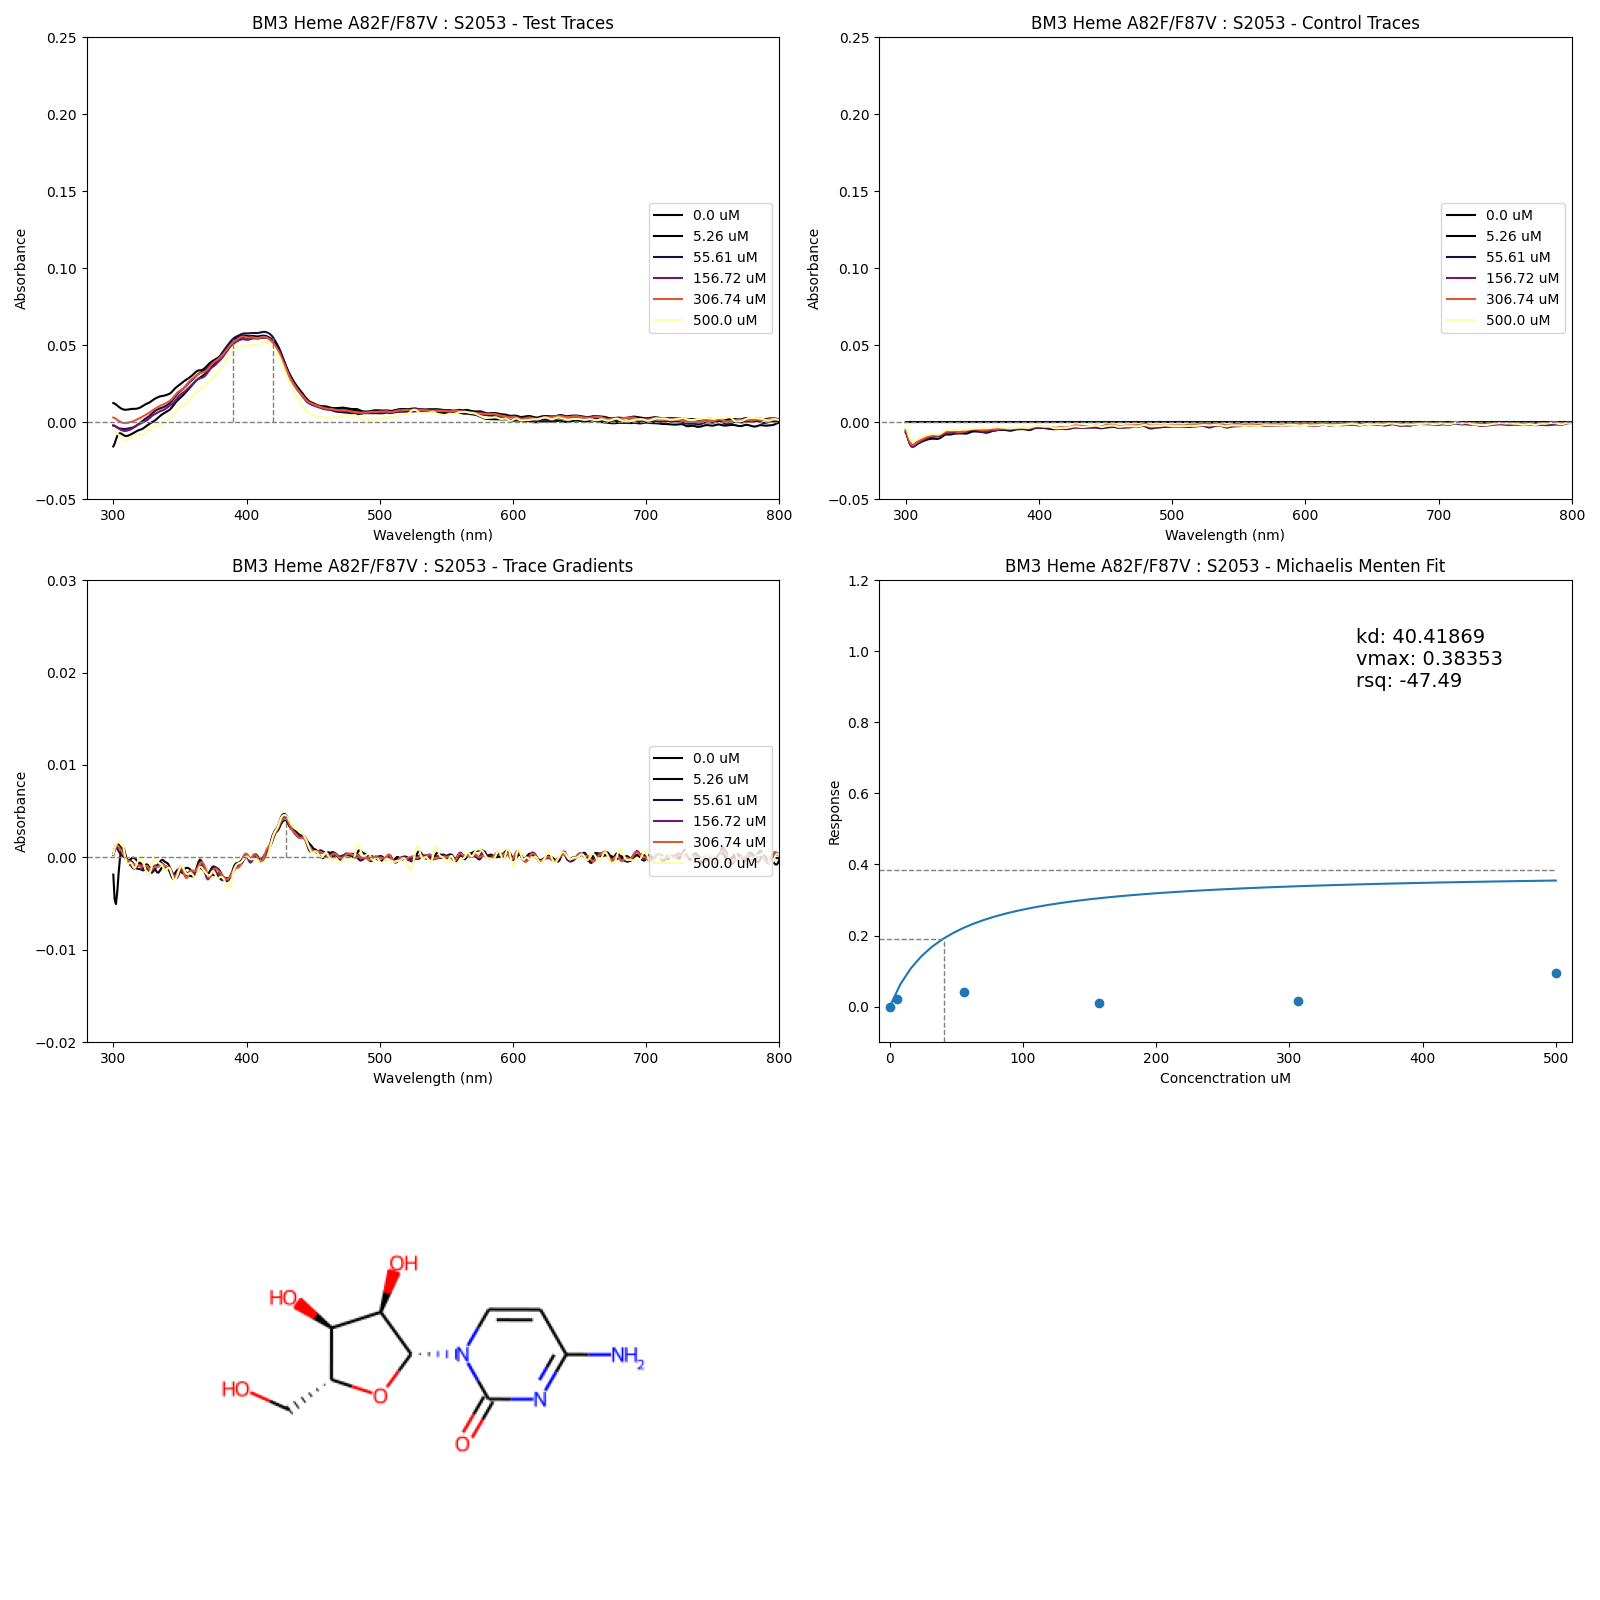 BM3 Heme A82F/F87V : S2053 - Test Traces
0.25
0.20
0.15
0.10
0.05
0.00
−0.05
Absorbance
300 400 500 600 700 800
Wavelength (nm)
0.0 uM
5.26 uM
55.61 uM
156.72 uM
306.74 uM
500.0 uM
BM3 Heme A82F/F87V : S2053 - Control Traces
0.25
0.20
0.15
0.10
0.05
0.00
−0.05
Absorbance
300 400 500 600 700 800
Wavelength (nm)
0.0 uM
5.26 uM
55.61 uM
156.72 uM
306.74 uM
500.0 uM
BM3 Heme A82F/F87V : S2053 - Trace Gradients
0.03
0.02
0.01
0.00
−0.01
−0.02
Absorbance
300 400 500 600 700 800
Wavelength (nm)
0.0 uM
5.26 uM
55.61 uM
156.72 uM
306.74 uM
500.0 uM
BM3 Heme A82F/F87V : S2053 - Michaelis Menten Fit
1.2
1.0
0.8
0.6
0.4
0.2
0.0
Response
kd: 40.41869
vmax: 0.38353
rsq: -47.49
0 100 200 300 400 500
Concenctration uM
OH
HO
HO
O
N
N
O
NH2